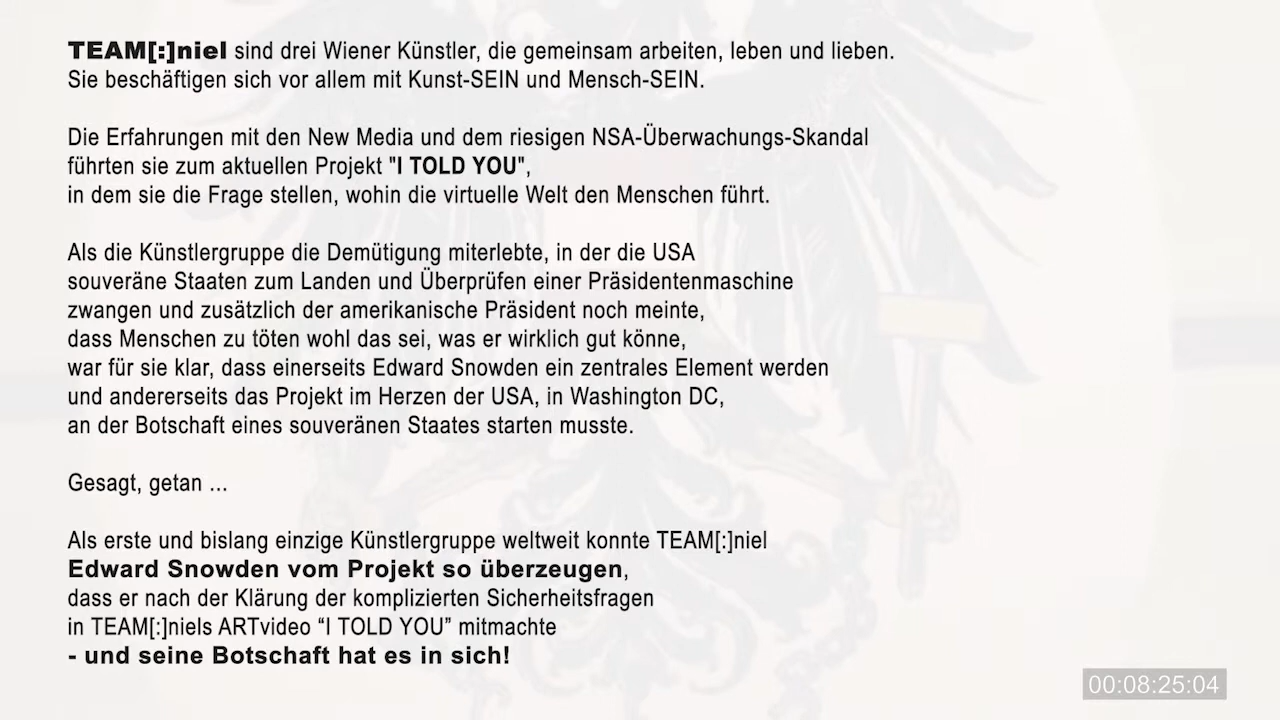 TEAM[:]niel sind drei Wiener Künstler, die gemeinsam arbeiten, leben und lieben.
Sie beschäftigen sich vor allem mit Kunst-SEIN und Mensch-SEIN.
Die Erfahrungen mit den New Media und dem riesigen NSA-Überwachungs-Skandal
führten sie zum aktuellen Projekt "I TOLD YOU",
in dem sie die Frage stellen, wohin die virtuelle Welt den Menschen führt.
Als die Künstlergruppe die Demütigung miterlebte, in der die USA
souveräne Staaten zum Landen und Überprüfen einer Präsidentenmaschine
zwangen und zusätzlich der amerikanische Präsident noch meinte,
dass Menschen zu töten wohl das sei, was er wirklich gut könne,
war für sie klar, dass einerseits Edward Snowden ein zentrales Element werden
und andererseits das Projekt im Herzen der USA, in Washington DC,
an der Botschaft eines souveränen Staates starten musste.
Gesagt, getan ...
Als erste und bislang einzige Künstlergruppe weltweit konnte TEAM[:]niel
Edward Snowden vom Projekt so überzeugen,
dass er nach der Klärung der komplizierten Sicherheitsfragen
in TEAM[:]niels ARTvideo “I TOLD YOU” mitmachte
- und seine Botschaft hat es in sich!
00:08:25:04